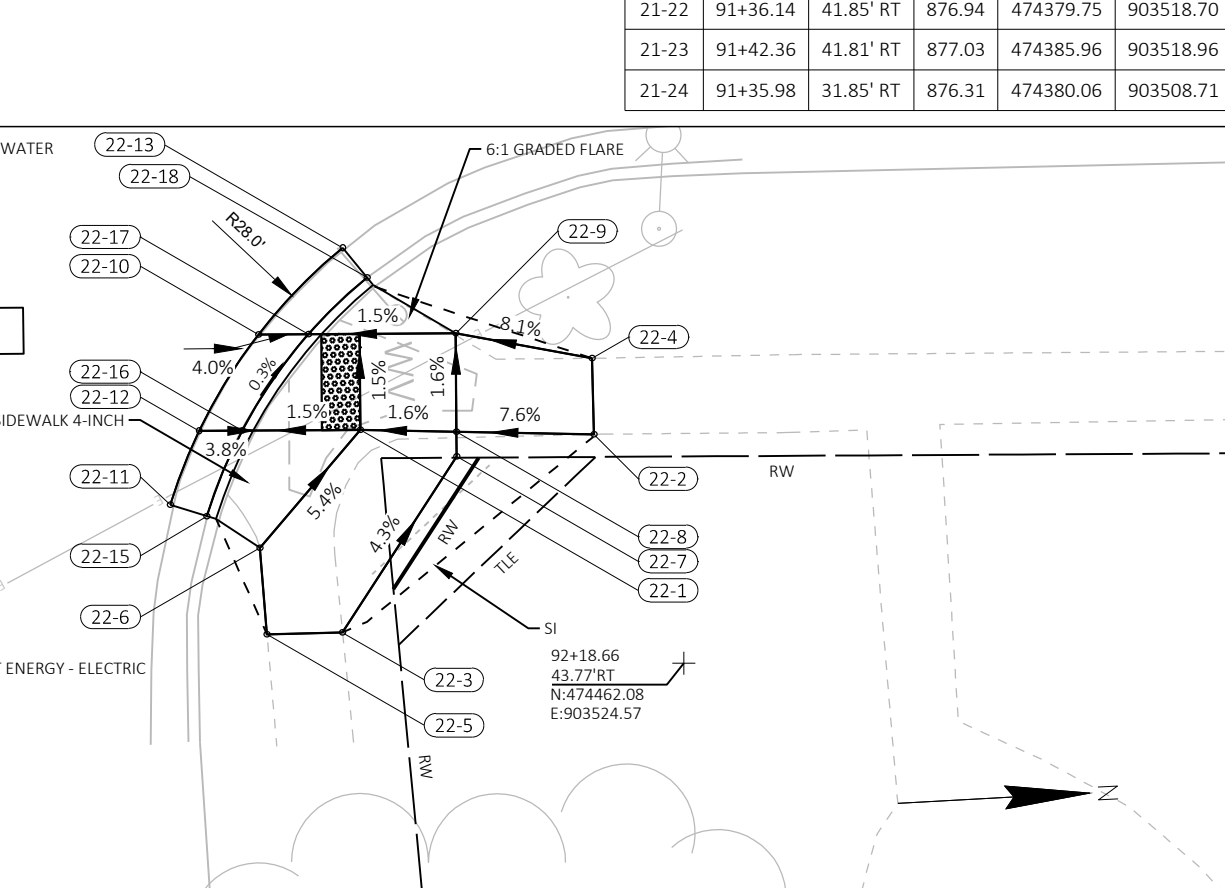 21-22 91+36.14 41.85' RT 876.94 474379.75 903518.70
21-23 91+42.36 41.81' RT 877.03 474385.96 903518.96
21-24 91+35.98 31.85' RT 876.31 474380.06 903508.71
WATER
22-13
6:1 GRADED FLARE
22-18
R28.0'
22-17
22-9
22-10
1.5%
8.1%
22-4
4.0%
0.3%
1.5%
1.6%
22-16
22-12
1.5%
1.6%
7.6%
SIDEWALK 4-INCH
3.8%
RW
22-11
22-2
5.4%
4.3%
RW
22-8
22-15
TLE
22-7
22-1
22-6
SI
92+18.66
43.77'RT
N:474462.08
E:903524.57
ENERGY - ELECTRIC
22-3
22-5
RW
N